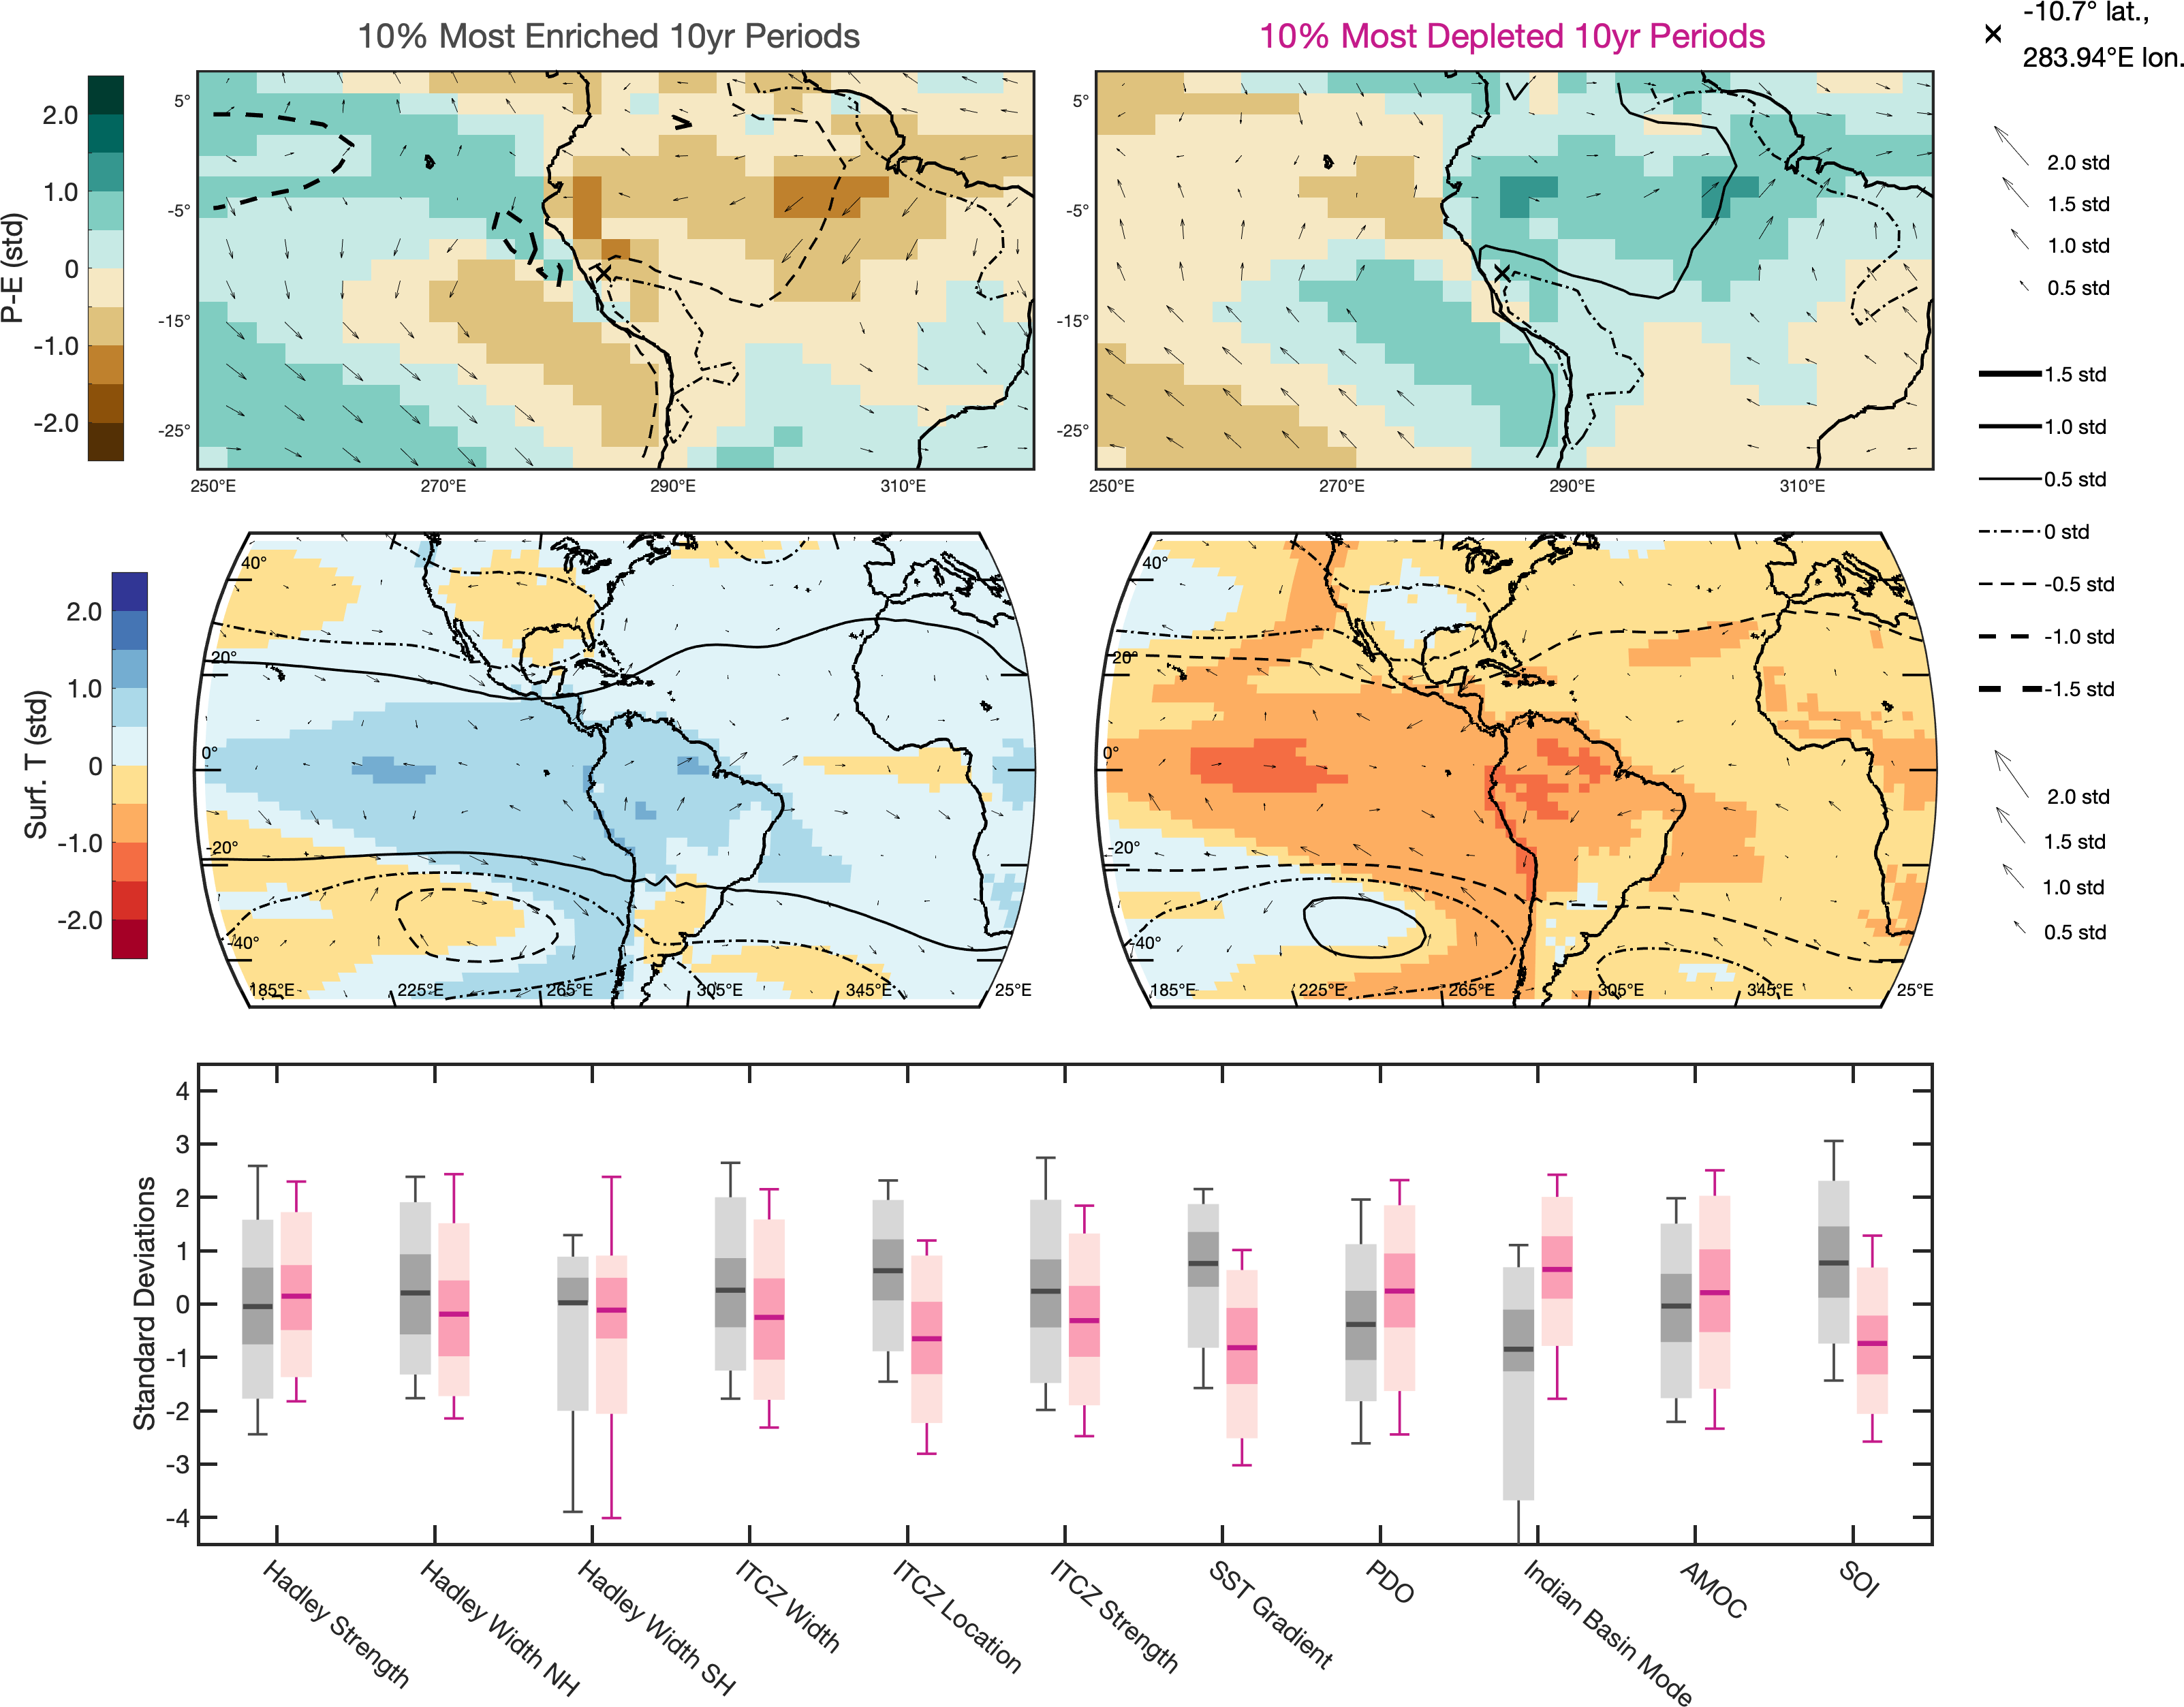 10% Most Enriched 10yr Periods
10% Most Depleted 10yr Periods
-10.7° lat.,
283.94°E lon.
P-E (std)
2.0
1.0
0
-1.0
-2.0
5°
-5°
-15°
-25°
250°E
270°E
290°E
310°E
5°
-5°
-15°
-25°
250°E
270°E
290°E
310°E
2.0 std
1.5 std
1.0 std
0.5 std
1.5 std
1.0 std
0.5 std
0 std
-0.5 std
-1.0 std
-1.5 std
2.0 std
1.5 std
1.0 std
0.5 std
Surf. T (std)
2.0
1.0
0
-1.0
-2.0
40°
20°
0°
-20°
-40°
185°E
225°E
265°E
305°E
345°E
25°E
40°
20°
0°
-20°
-40°
185°E
225°E
265°E
305°E
345°E
25°E
Standard Deviations
4
3
2
1
0
-1
-2
-3
-4
Hadley Strength
Hadley Width NH
Hadley Width SH
ITCZ Width
ITCZ Location
ITCZ Strength
SST Gradient
PDO
Indian Basin Mode
AMOC
SOI